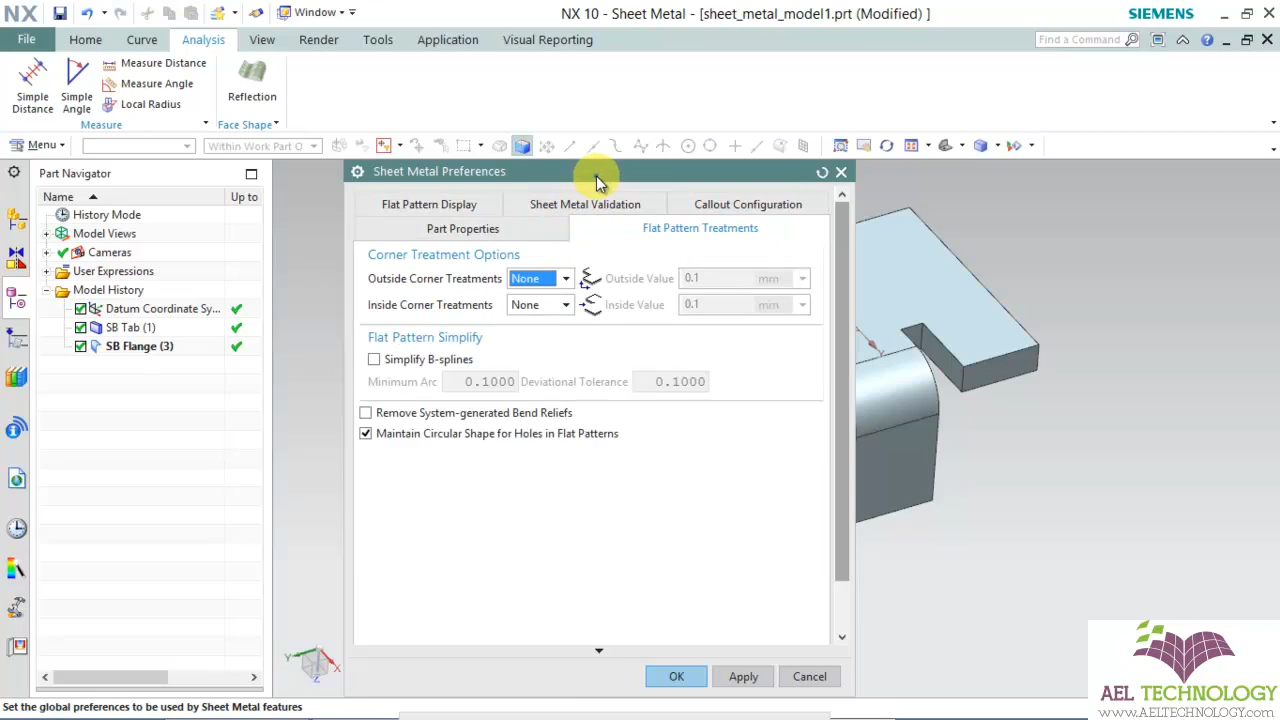 NX
Window
NX 10 - Sheet Metal - [sheet_metal_model1.prt (Modified) ]
SIEMENS
File
Home
Curve
Analysis
View
Render
Tools
Application
Visual Reporting
Find a Command
Simple Distance
Simple Angle
Measure Distance
Measure Angle
Local Radius
Reflection
Measure
Face Shape
Menu
Within Work Part O
Part Navigator
Name
Up to
History Mode
Model Views
Cameras
User Expressions
Model History
Datum Coordinate Sy...
SB Tab (1)
SB Flange (3)
Sheet Metal Preferences
Flat Pattern Display
Sheet Metal Validation
Callout Configuration
Part Properties
Flat Pattern Treatments
Corner Treatment Options
Outside Corner Treatments
None
Outside Value
0.1
mm
Inside Corner Treatments
None
Inside Value
0.1
mm
Flat Pattern Simplify
Simplify B-splines
Minimum Arc
0.1000
Deviational Tolerance
0.1000
Remove System-generated Bend Reliefs
Maintain Circular Shape for Holes in Flat Patterns
OK
Apply
Cancel
Y
X
Z
Y
Set the global preferences to be used by Sheet Metal features
AEL TECHNOLOGY
www.AELTECHNOLOGY.com